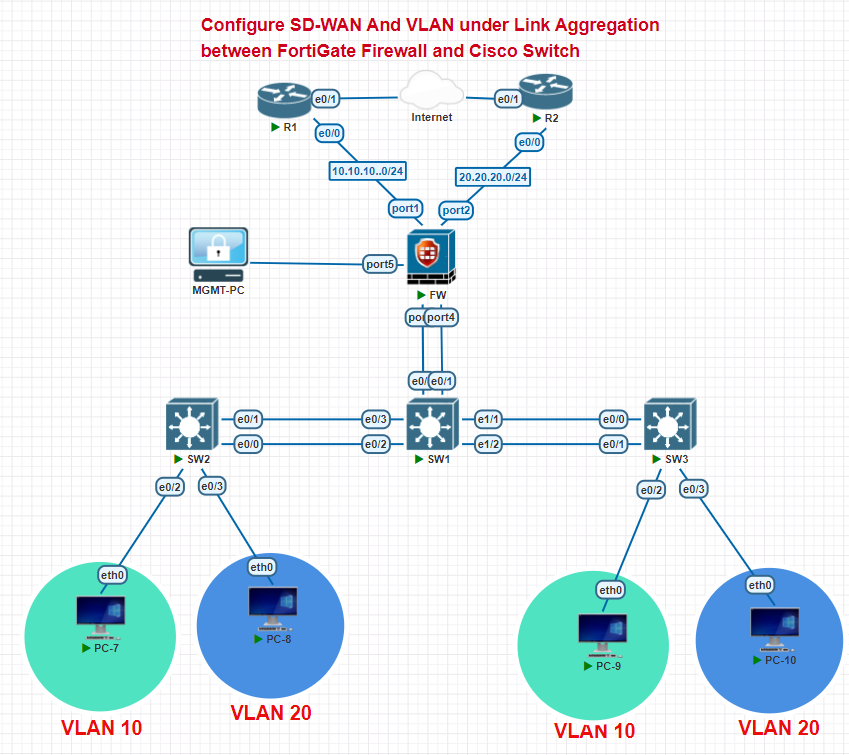 Configure SD-WAN And VLAN under Link Aggregation
between FortiGate Firewall and Cisco Switch
e0/1
Internet
e0/1
R1
R2
e0/0
e0/0
10.10.10..0/24
20.20.20.0/24
port1
port2
MGMT-PC
port5
FW
port4
e0/1
e0/1
e0/3
e1/1
e0/0
e0/0
e0/2
e1/2
e0/1
SW2
SW1
SW3
e0/2
e0/3
e0/2
e0/3
eth0
eth0
eth0
eth0
PC-7
PC-8
PC-9
PC-10
VLAN 10
VLAN 20
VLAN 10
VLAN 20